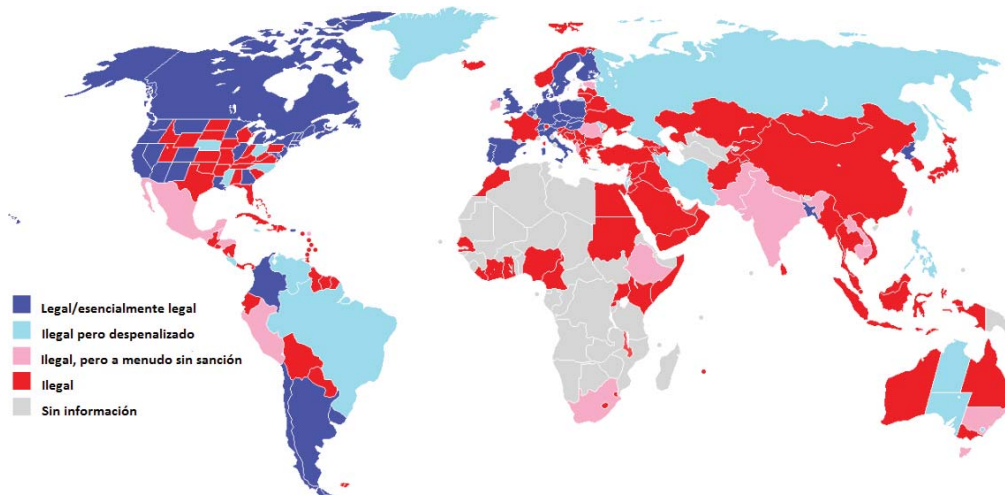 Legal/esencialmente legal
Ilegal pero despenalizado
Ilegal, pero a menudo sin sanción
Ilegal
Sin información